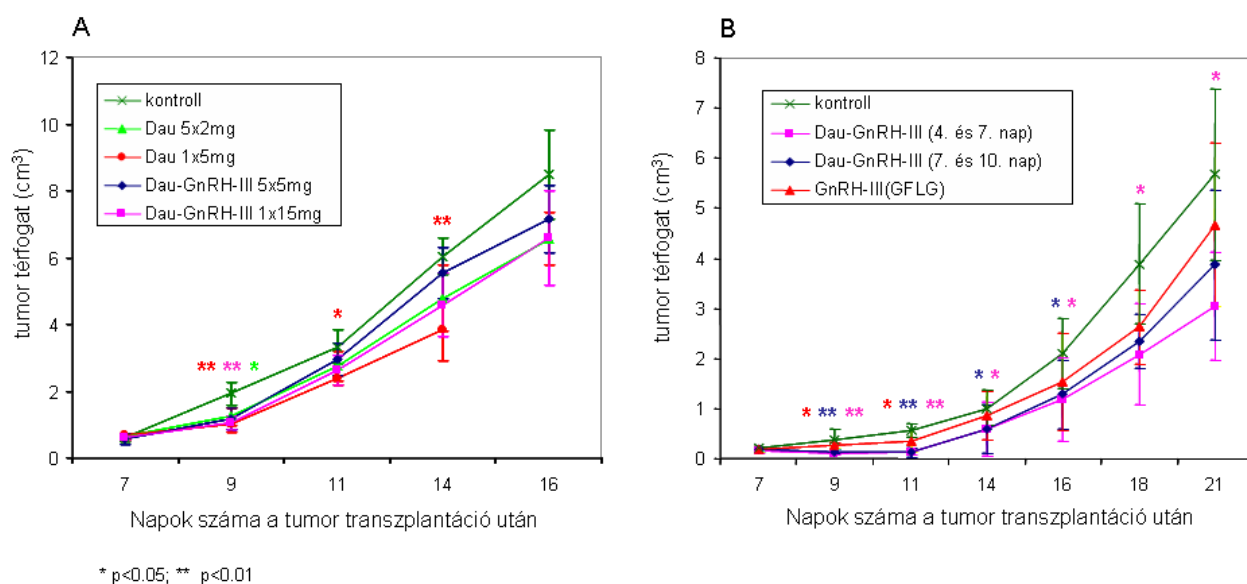 A
tumor térfogat (cm³)
12
10
8
6
4
2
0
kontroll
Dau 5x2mg
Dau 1x5mg
Dau-GnRH-III 5x5mg
Dau-GnRH-III 1x15mg
** ** *
*
**
7 9 11 14 16
Napok száma a tumor transzplantáció után
* p<0.05; ** p<0.01
B
tumor térfogat (cm³)
8
7
6
5
4
3
2
1
0
kontroll
Dau-GnRH-III (4. és 7. nap)
Dau-GnRH-III (7. és 10. nap)
GnRH-III(GFLG)
* ** **
* ** **
* *
* *
*
*
7 9 11 14 16 18 21
Napok száma a tumor transzplantáció után